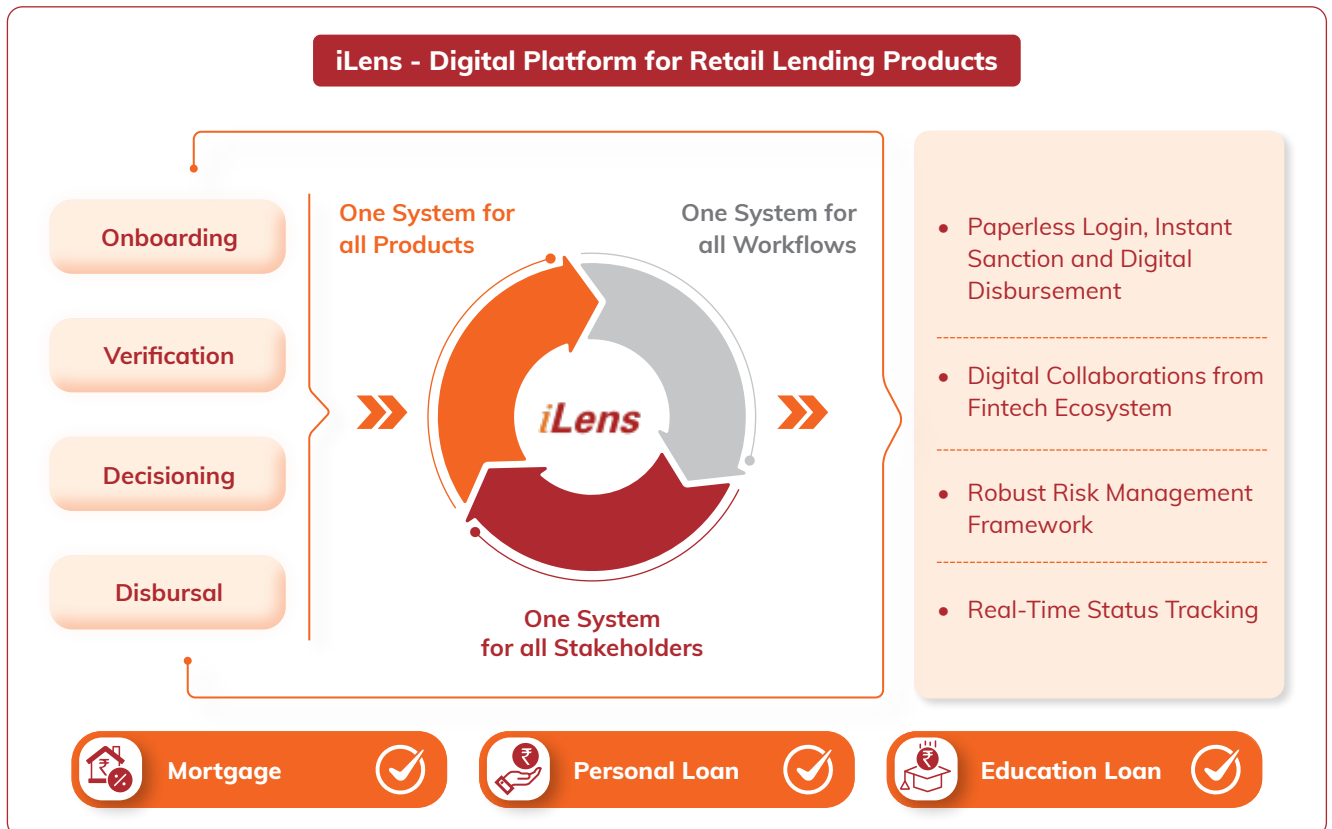 iLens - Digital Platform for Retail Lending Products
Onboarding
Verification
Decisioning
Disbursal
One System for
all Products
One System for
all Workflows
iLens
One System
for all Stakeholders
• Paperless Login, Instant
Sanction and Digital
Disbursement
• Digital Collaborations from
Fintech Ecosystem
• Robust Risk Management
Framework
• Real-Time Status Tracking
₹ % Mortgage
₹ Personal Loan
₹ Education Loan